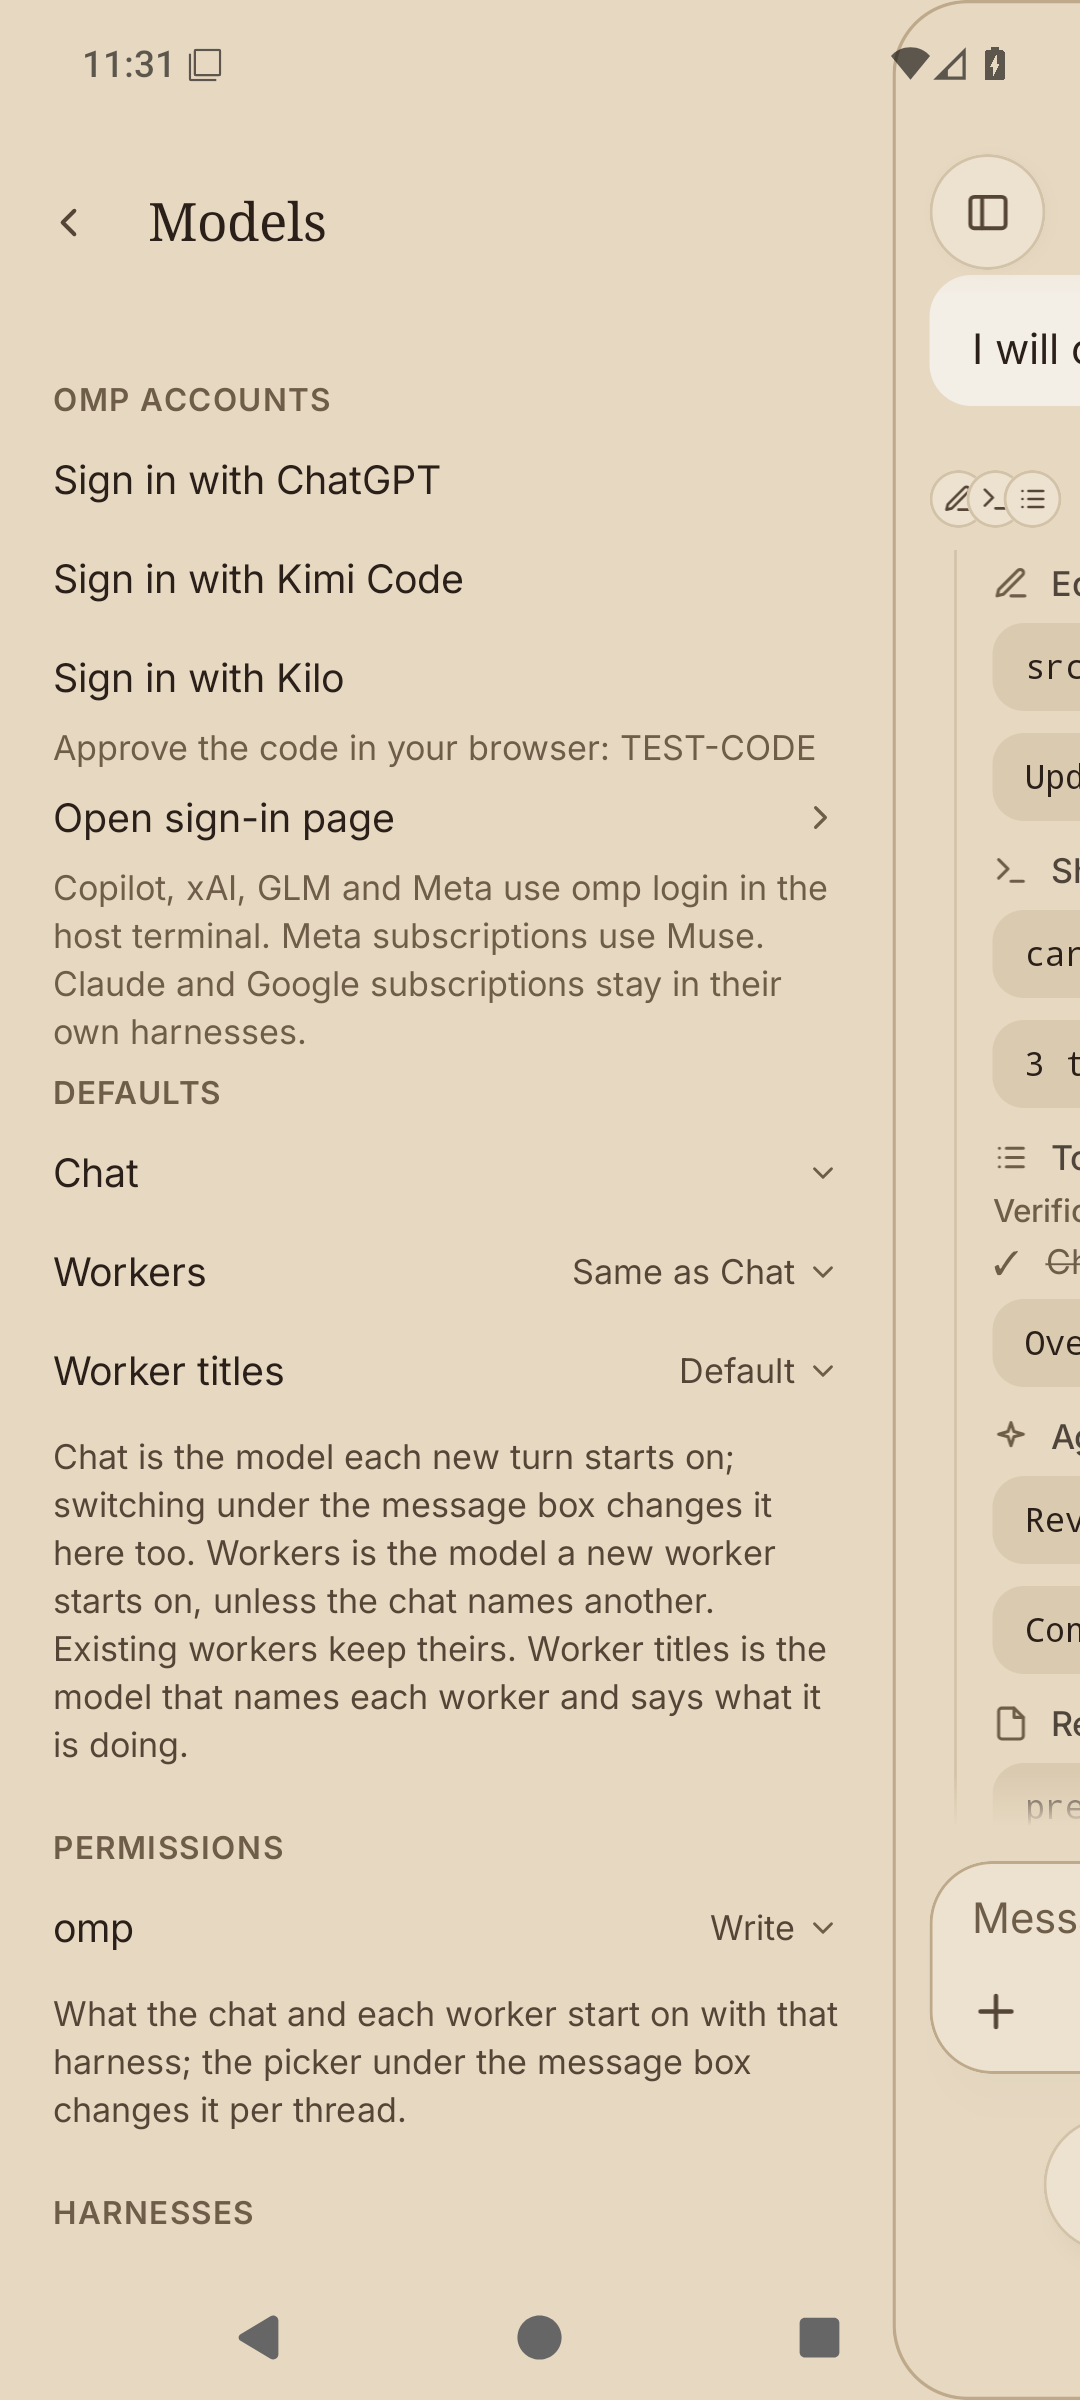 11:31
Models
OMP ACCOUNTS
Sign in with ChatGPT
Sign in with Kimi Code
Sign in with Kilo
Approve the code in your browser: TEST-CODE
Open sign-in page
Copilot, xAI, GLM and Meta use omp login in the
host terminal. Meta subscriptions use Muse.
Claude and Google subscriptions stay in their
own harnesses.
DEFAULTS
Chat
Workers Same as Chat
Worker titles Default
Chat is the model each new turn starts on;
switching under the message box changes it
here too. Workers is the model a new worker
starts on, unless the chat names another.
Existing workers keep theirs. Worker titles is the
model that names each worker and says what it
is doing.
PERMISSIONS
omp Write
What the chat and each worker start on with that
harness; the picker under the message box
changes it per thread.
HARNESSES
I will
src
Upd
car
3 t
Verific
Ove
Rev
Con
Re
pre
Mess